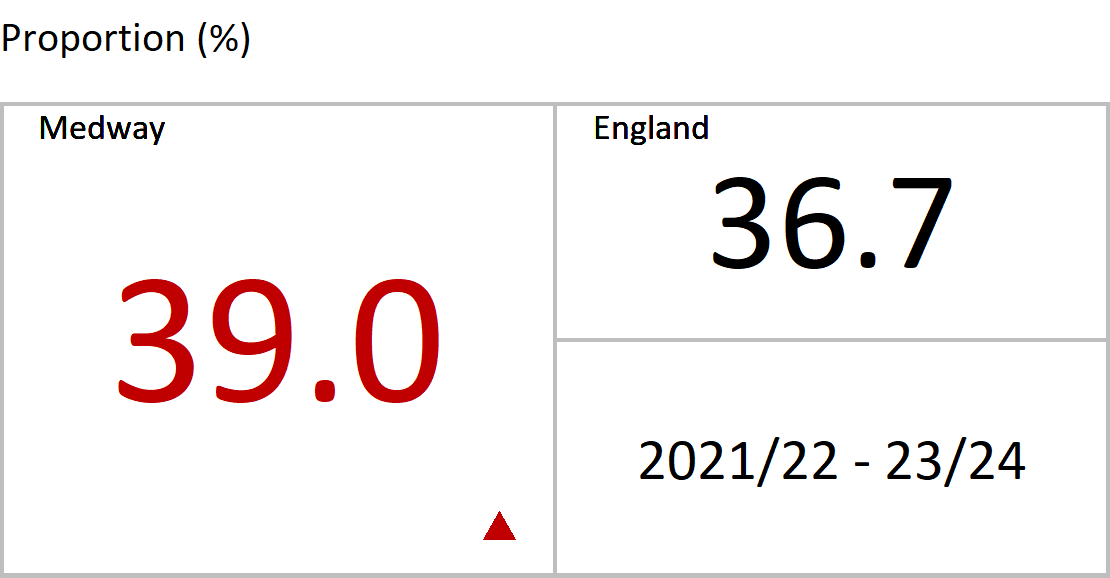 Proportion (%)
Medway
39.0
England
36.7
2021/22 - 23/24